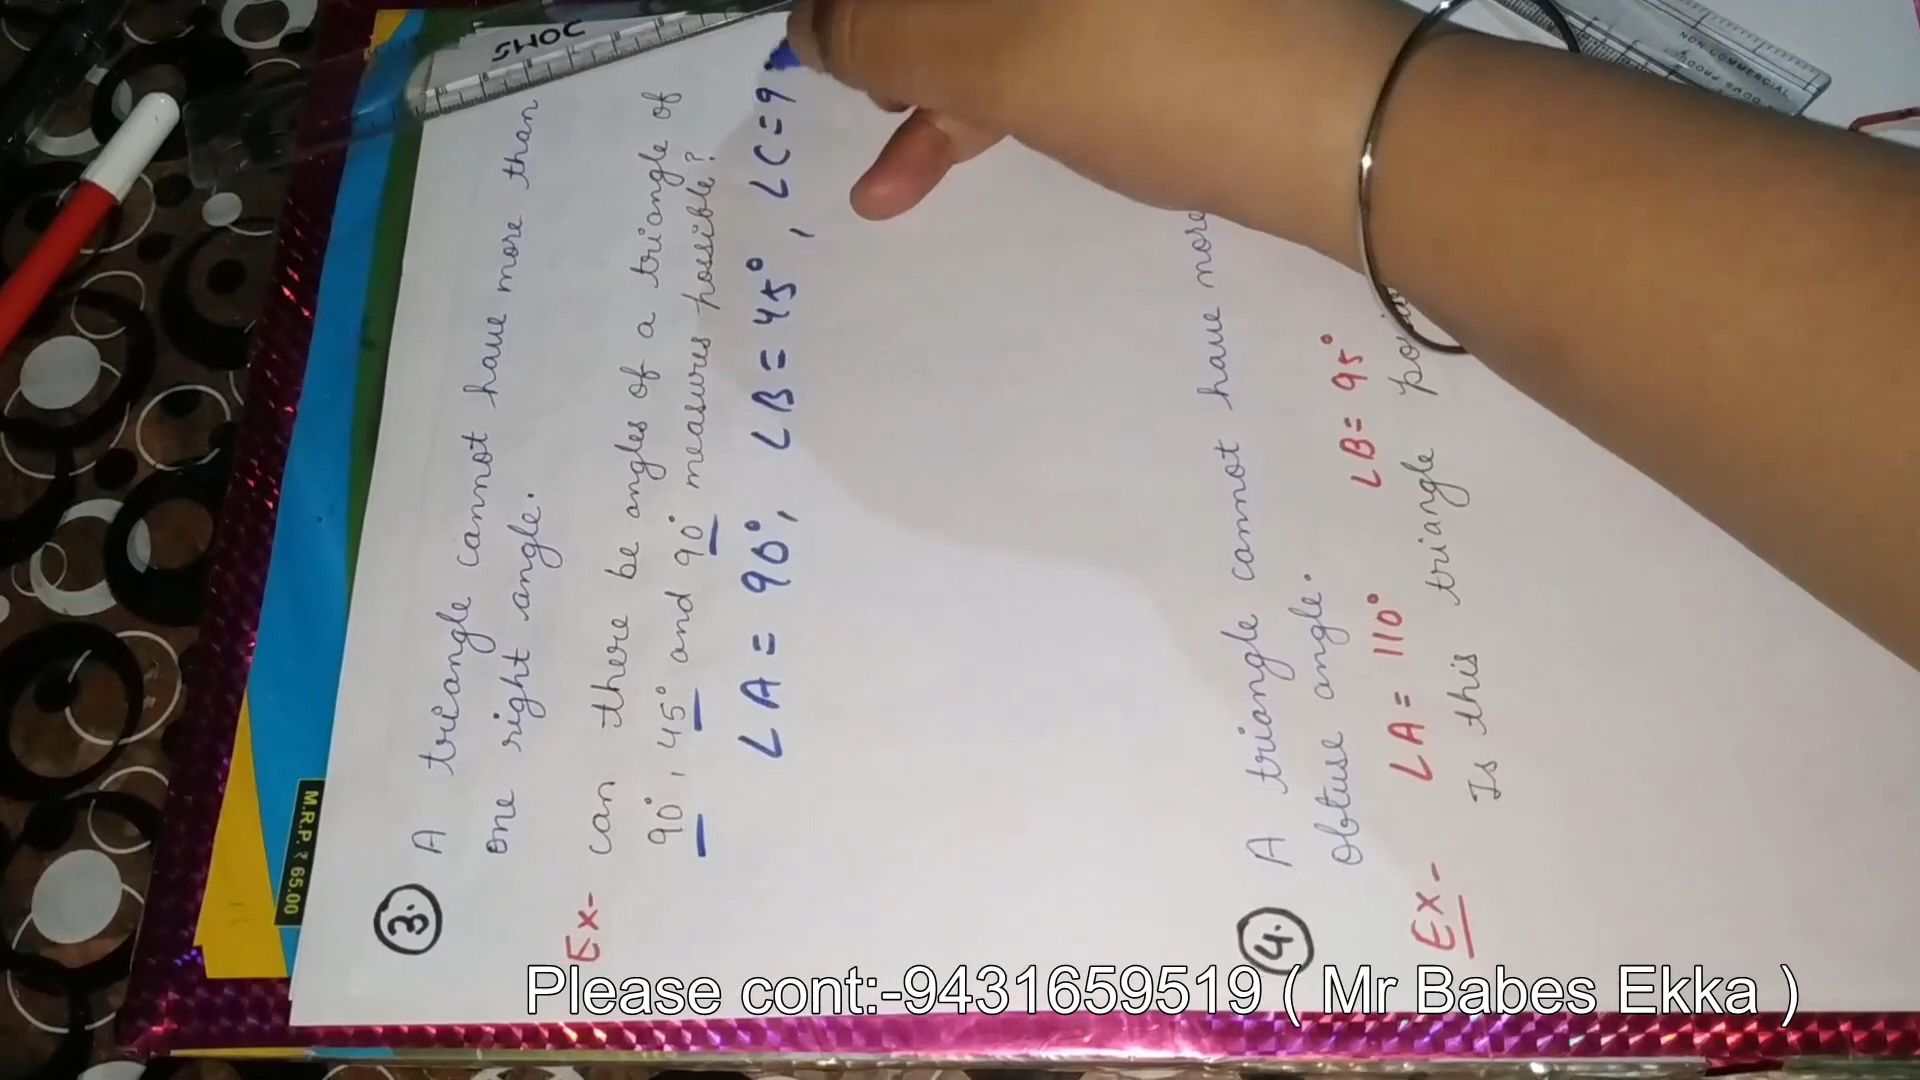 3. A triangle cannot have more than
one right angle.
Ex- can there be angles of a triangle of
90°, 45° and 90° measures possible?
∠A = 90°, ∠B = 45°, ∠C = 9
4. A triangle cannot have more
obtuse angle.
Ex- ∠A = 110° ∠B = 95°
Is this triangle
M.R.P. ₹ 65.00
DOMS
NON-COMMERCIAL
Please cont:-9431659519 ( Mr Babes Ekka )